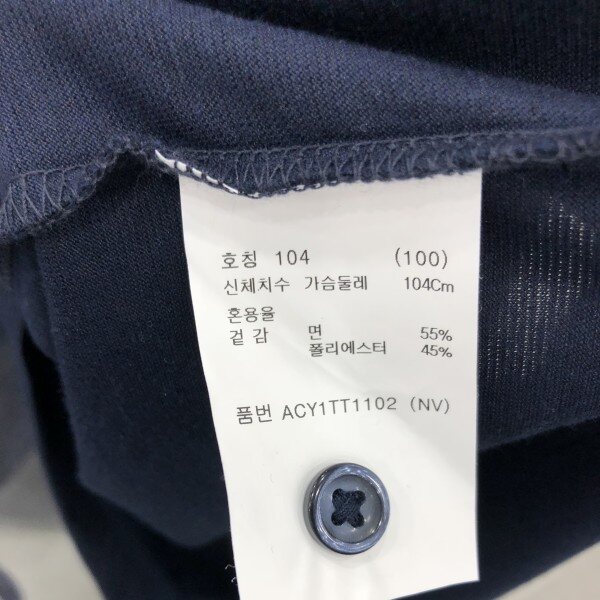 호칭 104 (100)
신체치수 가슴둘레 104Cm
혼용율
겉감 면 55%
폴리에스터 45%
품번 ACY1TT1102 (NV)